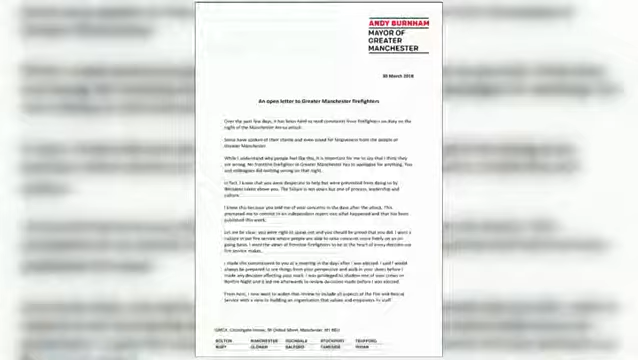 ANDY BURNHAM
MAYOR OF
GREATER
MANCHESTER
30 March 2018
An open letter to Greater Manchester firefighters
Over the past few days, it has been hard to read comments from firefighters on duty on the
night of the Manchester Arena attack.
Some have spoken of their shame and even asked for forgiveness from the people of
Greater Manchester.
While I understand why people feel like this, it is important for me to say that I think they
are wrong. No frontline firefighter in Greater Manchester has to apologise for anything. You
and colleagues did nothing wrong on that night.
In fact, I know that you were desperate to help but were prevented from doing so by
decisions taken above you. The failure is not yours but one of process, leadership and
culture.
I know this because you told me of your concerns in the days after the attack. This
prompted me to commit to an independent report into what happened and that has been
published this week.
Let me be clear: you were right to speak out and you should be proud that you did. I want a
culture in our fire service where people are able to raise concerns more freely on an on-
going basis. I want the views of frontline firefighters to be at the heart of every decision our
fire service makes.
I made this commitment to you at a meeting in the days after I was elected. I said I would
always be prepared to see things from your perspective and walk in your shoes before I
made any decision affecting your work. I was privileged to shadow one of your crews on
Bonfire Night and it led me afterwards to review decisions made before I was elected.
From here, I now want to widen this review to include all aspects of the Fire and Rescue
Service with a view to building an organisation that values and empowers its staff
GMCA, Churchgate House, 56 Oxford Street, Manchester, M1 6EU
BOLTON MANCHESTER ROCHDALE STOCKPORT TRAFFORD
BURY OLDHAM SALFORD TAMESIDE WIGAN